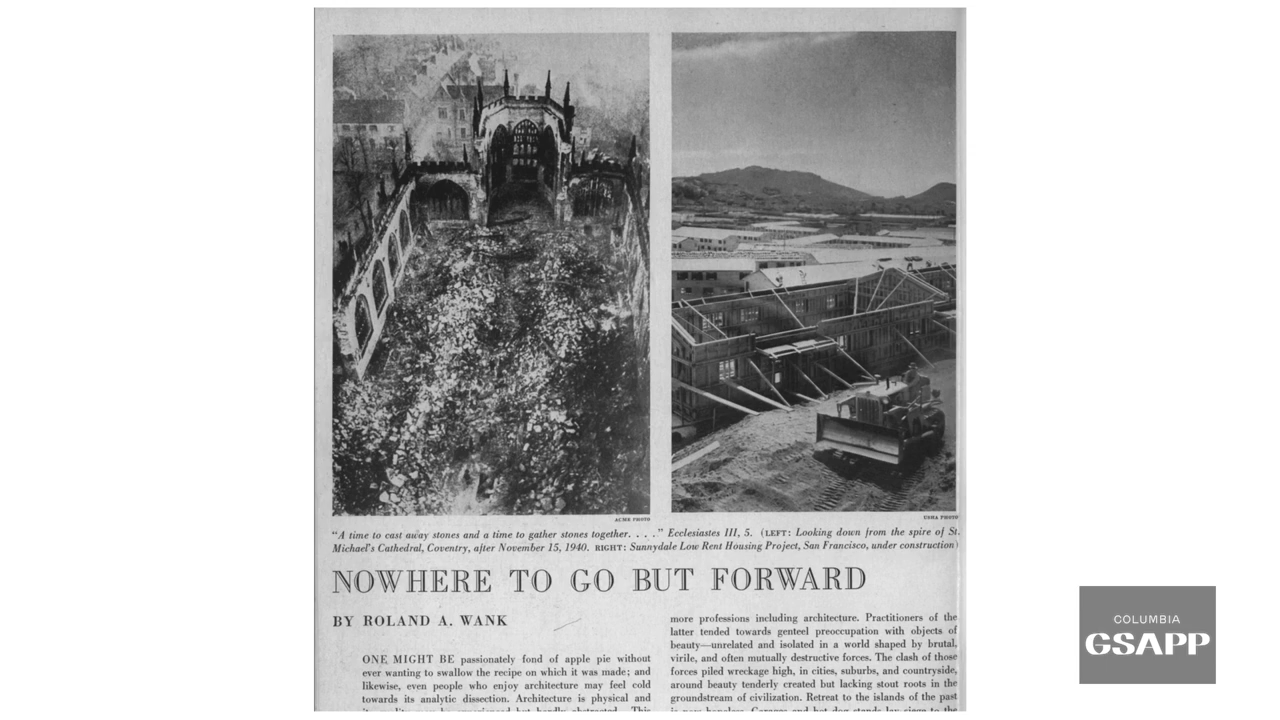 ACME PHOTO
USHA PHOTO
"A time to cast away stones and a time to gather stones together. . . ." Ecclesiastes III, 5. (LEFT: Looking down from the spire of St.
Michael's Cathedral, Coventry, after November 15, 1940. RIGHT: Sunnydale Low Rent Housing Project, San Francisco, under construction)
NOWHERE TO GO BUT FORWARD
BY ROLAND A. WANK
ONE MIGHT BE passionately fond of apple pie without
ever wanting to swallow the recipe on which it was made; and
likewise, even people who enjoy architecture may feel cold
towards its analytic dissection. Architecture is physical and
more professions including architecture. Practitioners of the
latter tended towards genteel preoccupation with objects of
beauty—unrelated and isolated in a world shaped by brutal,
virile, and often mutually destructive forces. The clash of those
forces piled wreckage high, in cities, suburbs, and countryside,
around beauty tenderly created but lacking stout roots in the
groundstream of civilization. Retreat to the islands of the past
COLUMBIA
GSAPP